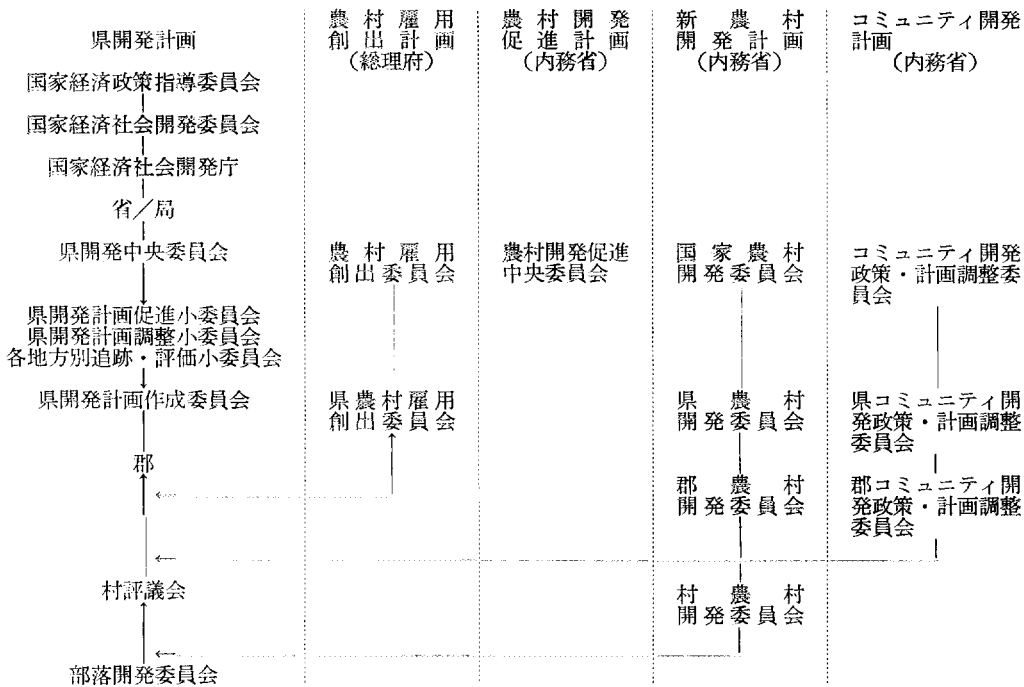 県開発計画
国家経済政策指導委員会
国家経済社会開発委員会
国家経済社会開発庁
省／局
県開発中央委員会
県開発計画促進小委員会
県開発計画調整小委員会
各地方別追跡・評価小委員会
県開発計画作成委員会
郡
村評議会
部落開発委員会
農村雇用
創出計画
（総理府）
農村雇用
創出委員会
県農村雇用
創出委員会
農村開発
促進計画
（内務省）
農村開発促進
中央委員会
新農村
開発計画
（内務省）
国家農村
開発委員会
県農村
開発委員会
郡農村
開発委員会
村農村
開発委員会
コミュニティ開発
計画
（内務省）
コミュニティ開発
政策・計画調整委
員会
県コミュニティ開
発政策・計画調整
委員会
郡コミュニティ開
発政策・計画調整
委員会